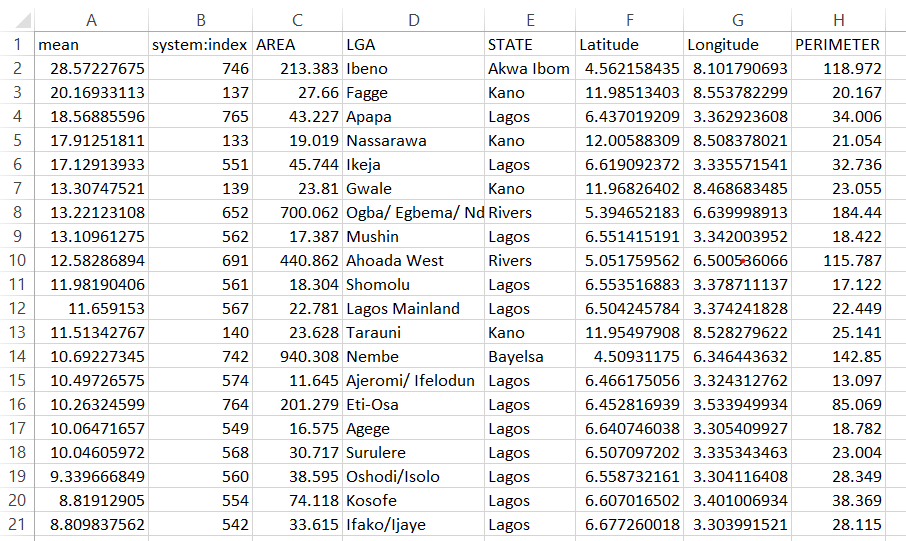 A B C D E F G H
1 mean system:index AREA LGA STATE Latitude Longitude PERIMETER
2 28.57227675 746 213.383 Ibeno Akwa Ibom 4.562158435 8.101790693 118.972
3 20.16933113 137 27.66 Fagge Kano 11.98513403 8.553782299 20.167
4 18.56885596 765 43.227 Apapa Lagos 6.437019209 3.362923608 34.006
5 17.91251811 133 19.019 Nassarawa Kano 12.00588309 8.508378021 21.054
6 17.12913933 551 45.744 Ikeja Lagos 6.619092372 3.335571541 32.736
7 13.30747521 139 23.81 Gwale Kano 11.96826402 8.468683485 23.055
8 13.22123108 652 700.062 Ogba/ Egbema/ Nd Rivers 5.394652183 6.639998913 184.44
9 13.10961275 562 17.387 Mushin Lagos 6.551415191 3.342003952 18.422
10 12.58286894 691 440.862 Ahoada West Rivers 5.051759562 6.500536066 115.787
11 11.98190406 561 18.304 Shomolu Lagos 6.553516883 3.378711137 17.122
12 11.659153 567 22.781 Lagos Mainland Lagos 6.504245784 3.374241828 22.449
13 11.51342767 140 23.628 Tarauni Kano 11.95497908 8.528279622 25.141
14 10.69227345 742 940.308 Nembe Bayelsa 4.50931175 6.346443632 142.85
15 10.49726575 574 11.645 Ajeromi/ Ifelodun Lagos 6.466175056 3.324312762 13.097
16 10.26324599 764 201.279 Eti-Osa Lagos 6.452816939 3.533949934 85.069
17 10.06471657 549 16.575 Agege Lagos 6.640746038 3.305409927 18.782
18 10.04605972 568 30.717 Surulere Lagos 6.507097202 3.335343463 23.004
19 9.339666849 560 38.595 Oshodi/Isolo Lagos 6.558732161 3.304116408 28.349
20 8.81912905 554 74.118 Kosofe Lagos 6.607016502 3.401006934 38.369
21 8.809837562 542 33.615 Ifako/Ijaye Lagos 6.677260018 3.303991521 28.115